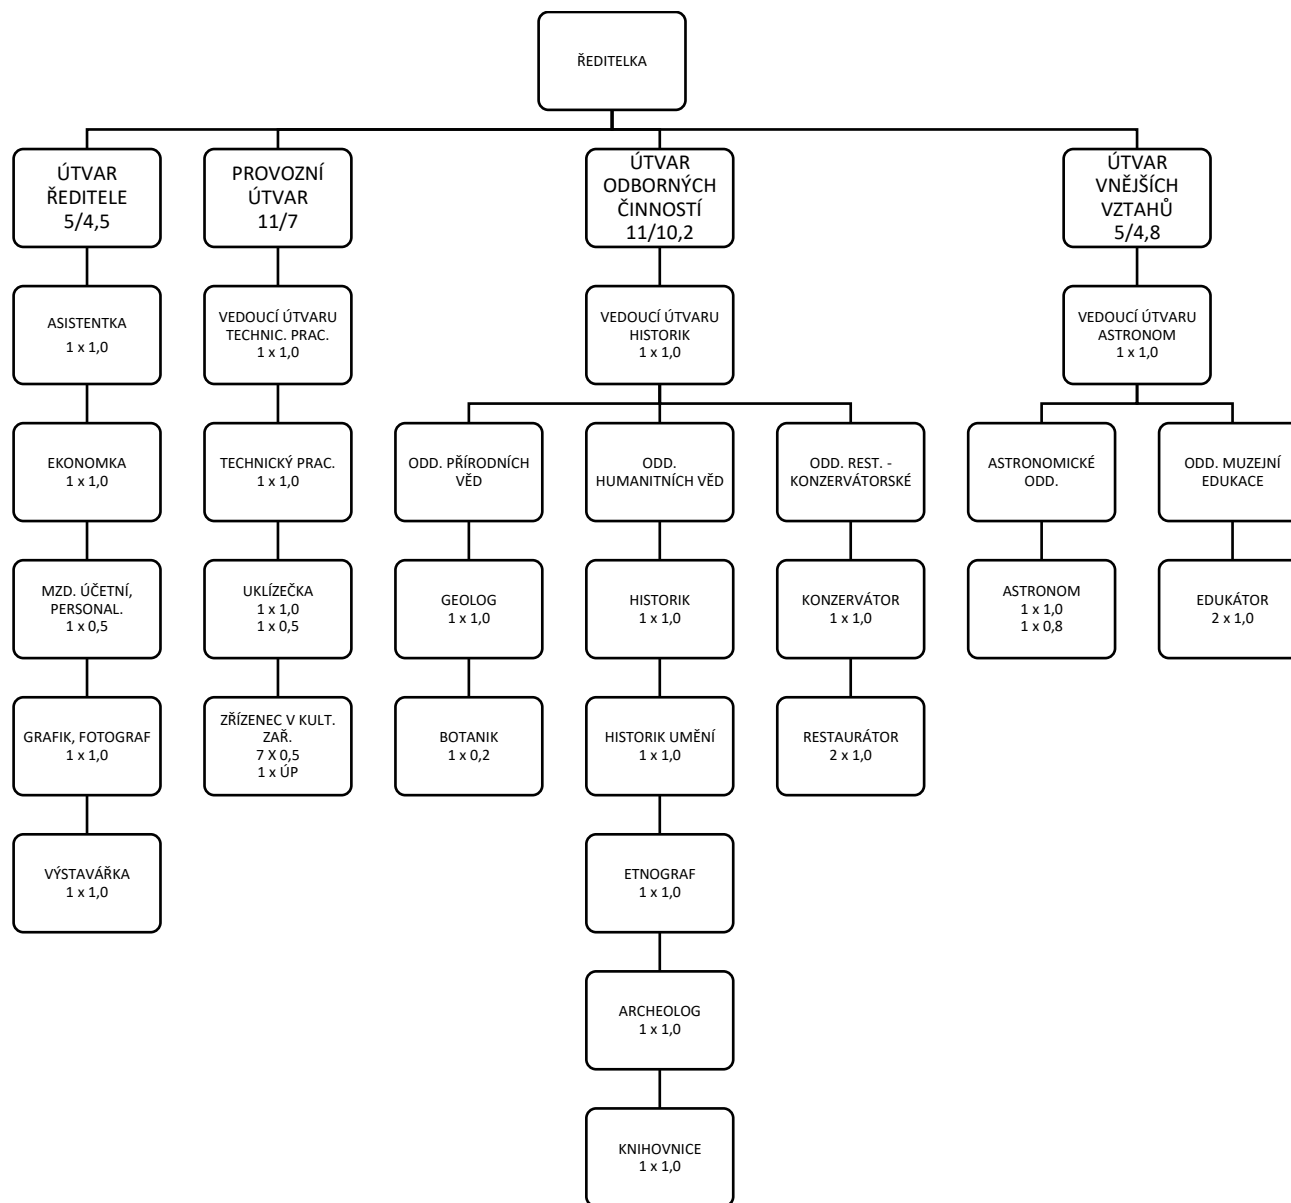 ŘEDITELKA
ÚTVAR
ŘEDITELE
5/4,5
PROVOZNÍ
ÚTVAR
11/7
ÚTVAR
ODBORNÝCH
ČINNOSTÍ
11/10,2
ÚTVAR
VNĚJŠÍCH
VZTAHŮ
5/4,8
ASISTENTKA
1 x 1,0
VEDOUCÍ ÚTVARU
TECHNIC. PRAC.
1 x 1,0
VEDOUCÍ ÚTVARU
HISTORIK
1 x 1,0
VEDOUCÍ ÚTVARU
ASTRONOM
1 x 1,0
EKONOMKA
1 x 1,0
TECHNICKÝ PRAC.
1 x 1,0
ODD. PŘÍRODNÍCH
VĚD
ODD.
HUMANITNÍCH VĚD
ODD. REST. -
KONZERVÁTORSKÉ
ASTRONOMICKÉ
ODD.
ODD. MUZEJNÍ
EDUKACE
MZD. ÚČETNÍ,
PERSONAL.
1 x 0,5
UKLÍZEČKA
1 x 1,0
1 x 0,5
GEOLOG
1 x 1,0
HISTORIK
1 x 1,0
KONZERVÁTOR
1 x 1,0
ASTRONOM
1 x 1,0
1 x 0,8
EDUKÁTOR
2 x 1,0
GRAFIK, FOTOGRAF
1 x 1,0
ZŘÍZENEC V KULT.
ZAŘ.
7 X 0,5
1 x ÚP
BOTANIK
1 x 0,2
HISTORIK UMĚNÍ
1 x 1,0
RESTAURÁTOR
2 x 1,0
VÝSTAVÁŘKA
1 x 1,0
ETNOGRAF
1 x 1,0
ARCHEOLOG
1 x 1,0
KNIHOVNICE
1 x 1,0